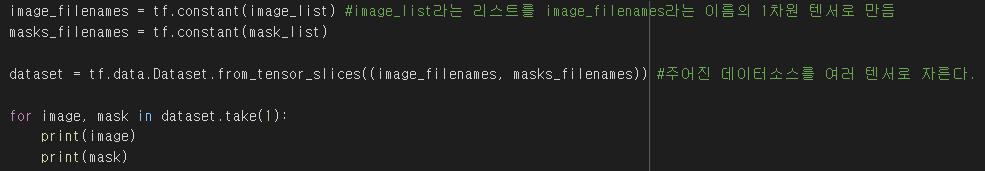 image_filenames = tf.constant(image_list) #image_list라는 리스트를 image_filenames라는 이름의 1차원 텐서로 만듬
masks_filenames = tf.constant(mask_list)
dataset = tf.data.Dataset.from_tensor_slices((image_filenames, masks_filenames)) #주어진 데이터소스를 여러 텐서로 자른다.
for image, mask in dataset.take(1):
    print(image)
    print(mask)